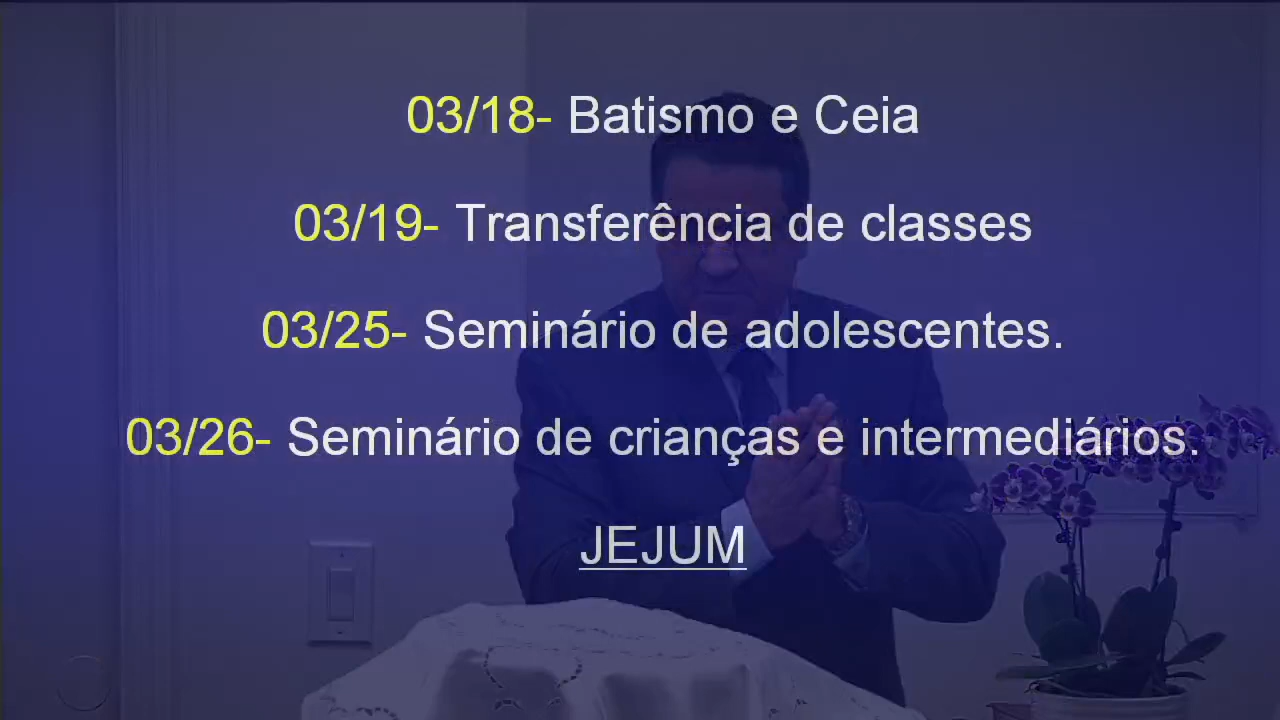 03/18- Batismo e Ceia
03/19- Transferência de classes
03/25- Seminário de adolescentes.
03/26- Seminário de crianças e intermediários.
JEJUM